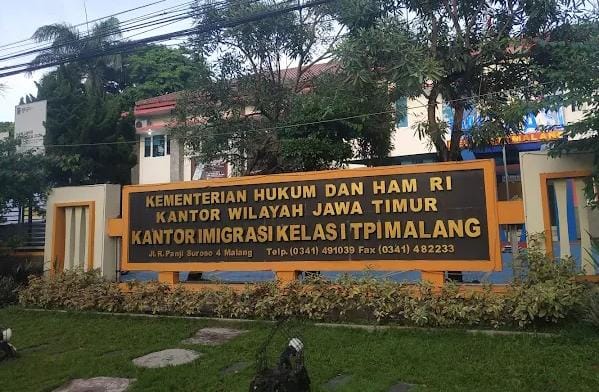 KEMENTERIAN HUKUM DAN HAM RI
KANTOR WILAYAH JAWA TIMUR
KANTOR IMIGRASI KELAS I TPI MALANG
Jl. R. Panji Suroso 4 Malang Telp. (0341) 491039 Fax (0341) 482233
MALANG